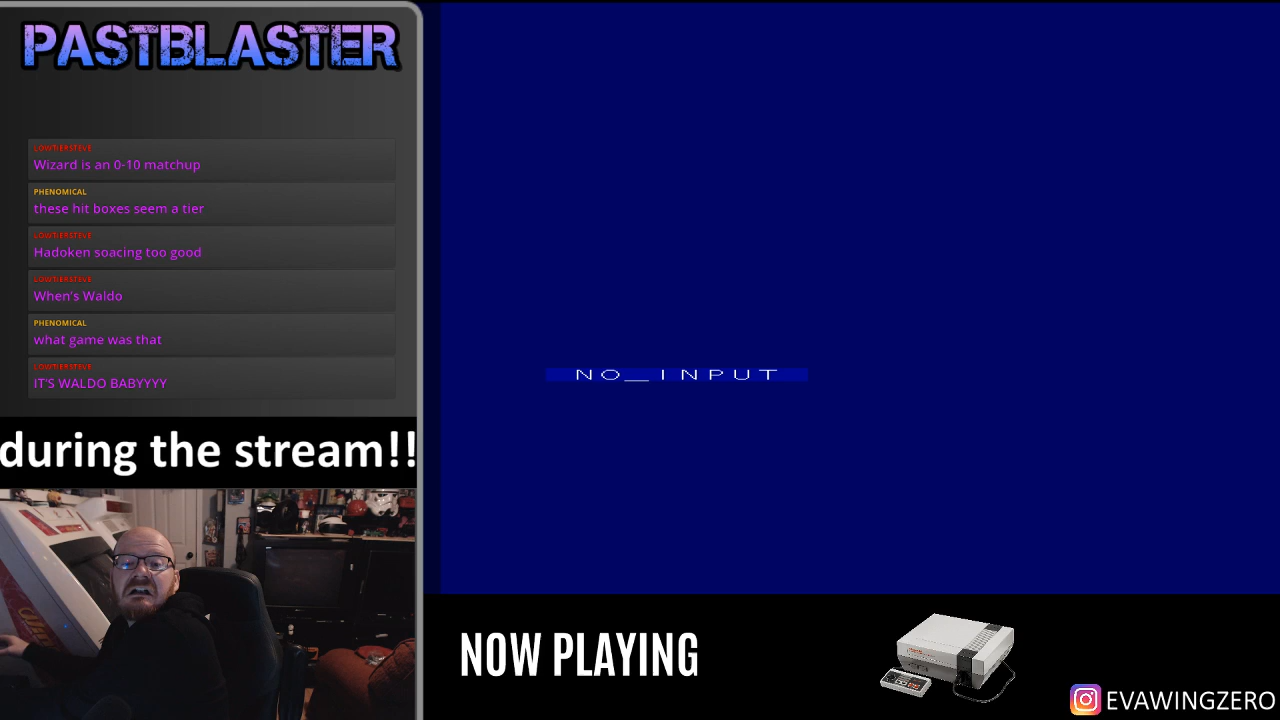 PASTBLASTER
LOWTIERSTEVE
Wizard is an 0-10 matchup
PHENOMICAL
these hit boxes seem a tier
LOWTIERSTEVE
Hadoken soacing too good
LOWTIERSTEVE
When's Waldo
PHENOMICAL
what game was that
LOWTIERSTEVE
IT'S WALDO BABYYYY
during the stream!!
NO_INPUT
NOW PLAYING
EVAWINGZERO